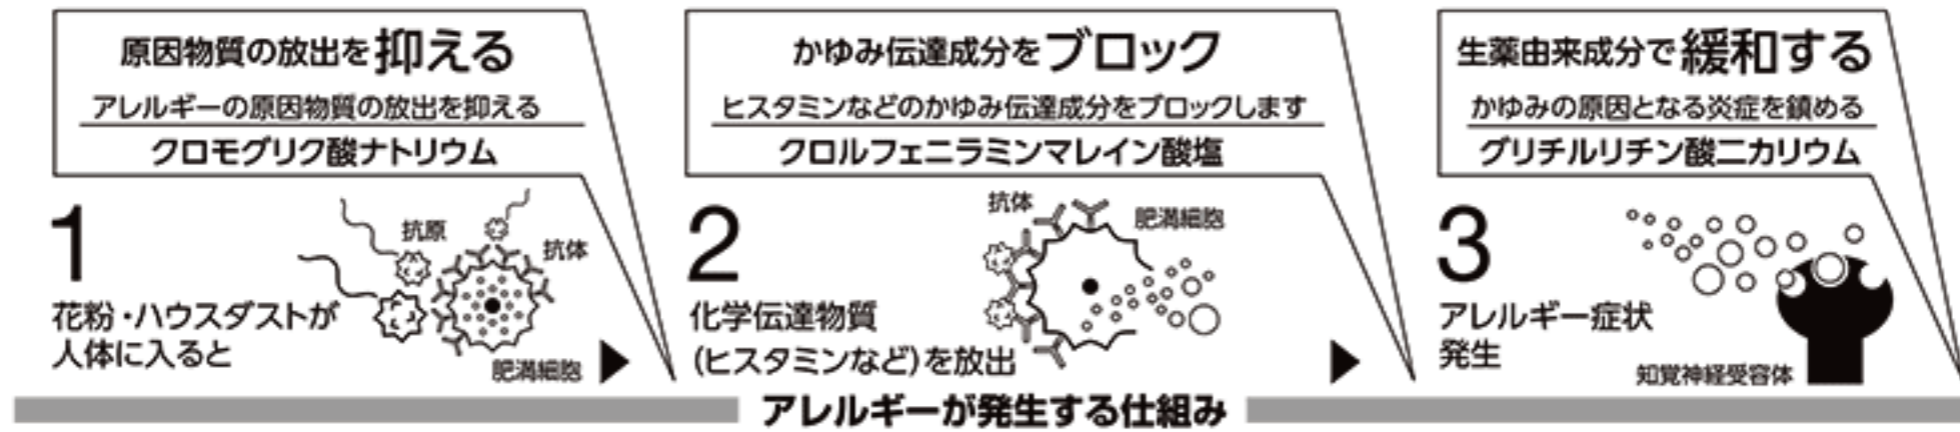 原因物質の放出を抑える
アレルギーの原因物質の放出を抑える
クロモグリク酸ナトリウム
1
抗原
抗体
花粉・ハウスダストが
人体に入ると
肥満細胞
かゆみ伝達成分をブロック
ヒスタミンなどのかゆみ伝達成分をブロックします
クロルフェニラミンマレイン酸塩
2
抗体
肥満細胞
化学伝達物質
(ヒスタミンなど)を放出
生薬由来成分で緩和する
かゆみの原因となる炎症を鎮める
グリチルリチン酸二カリウム
3
アレルギー症状
発生
知覚神経受容体
アレルギーが発生する仕組み